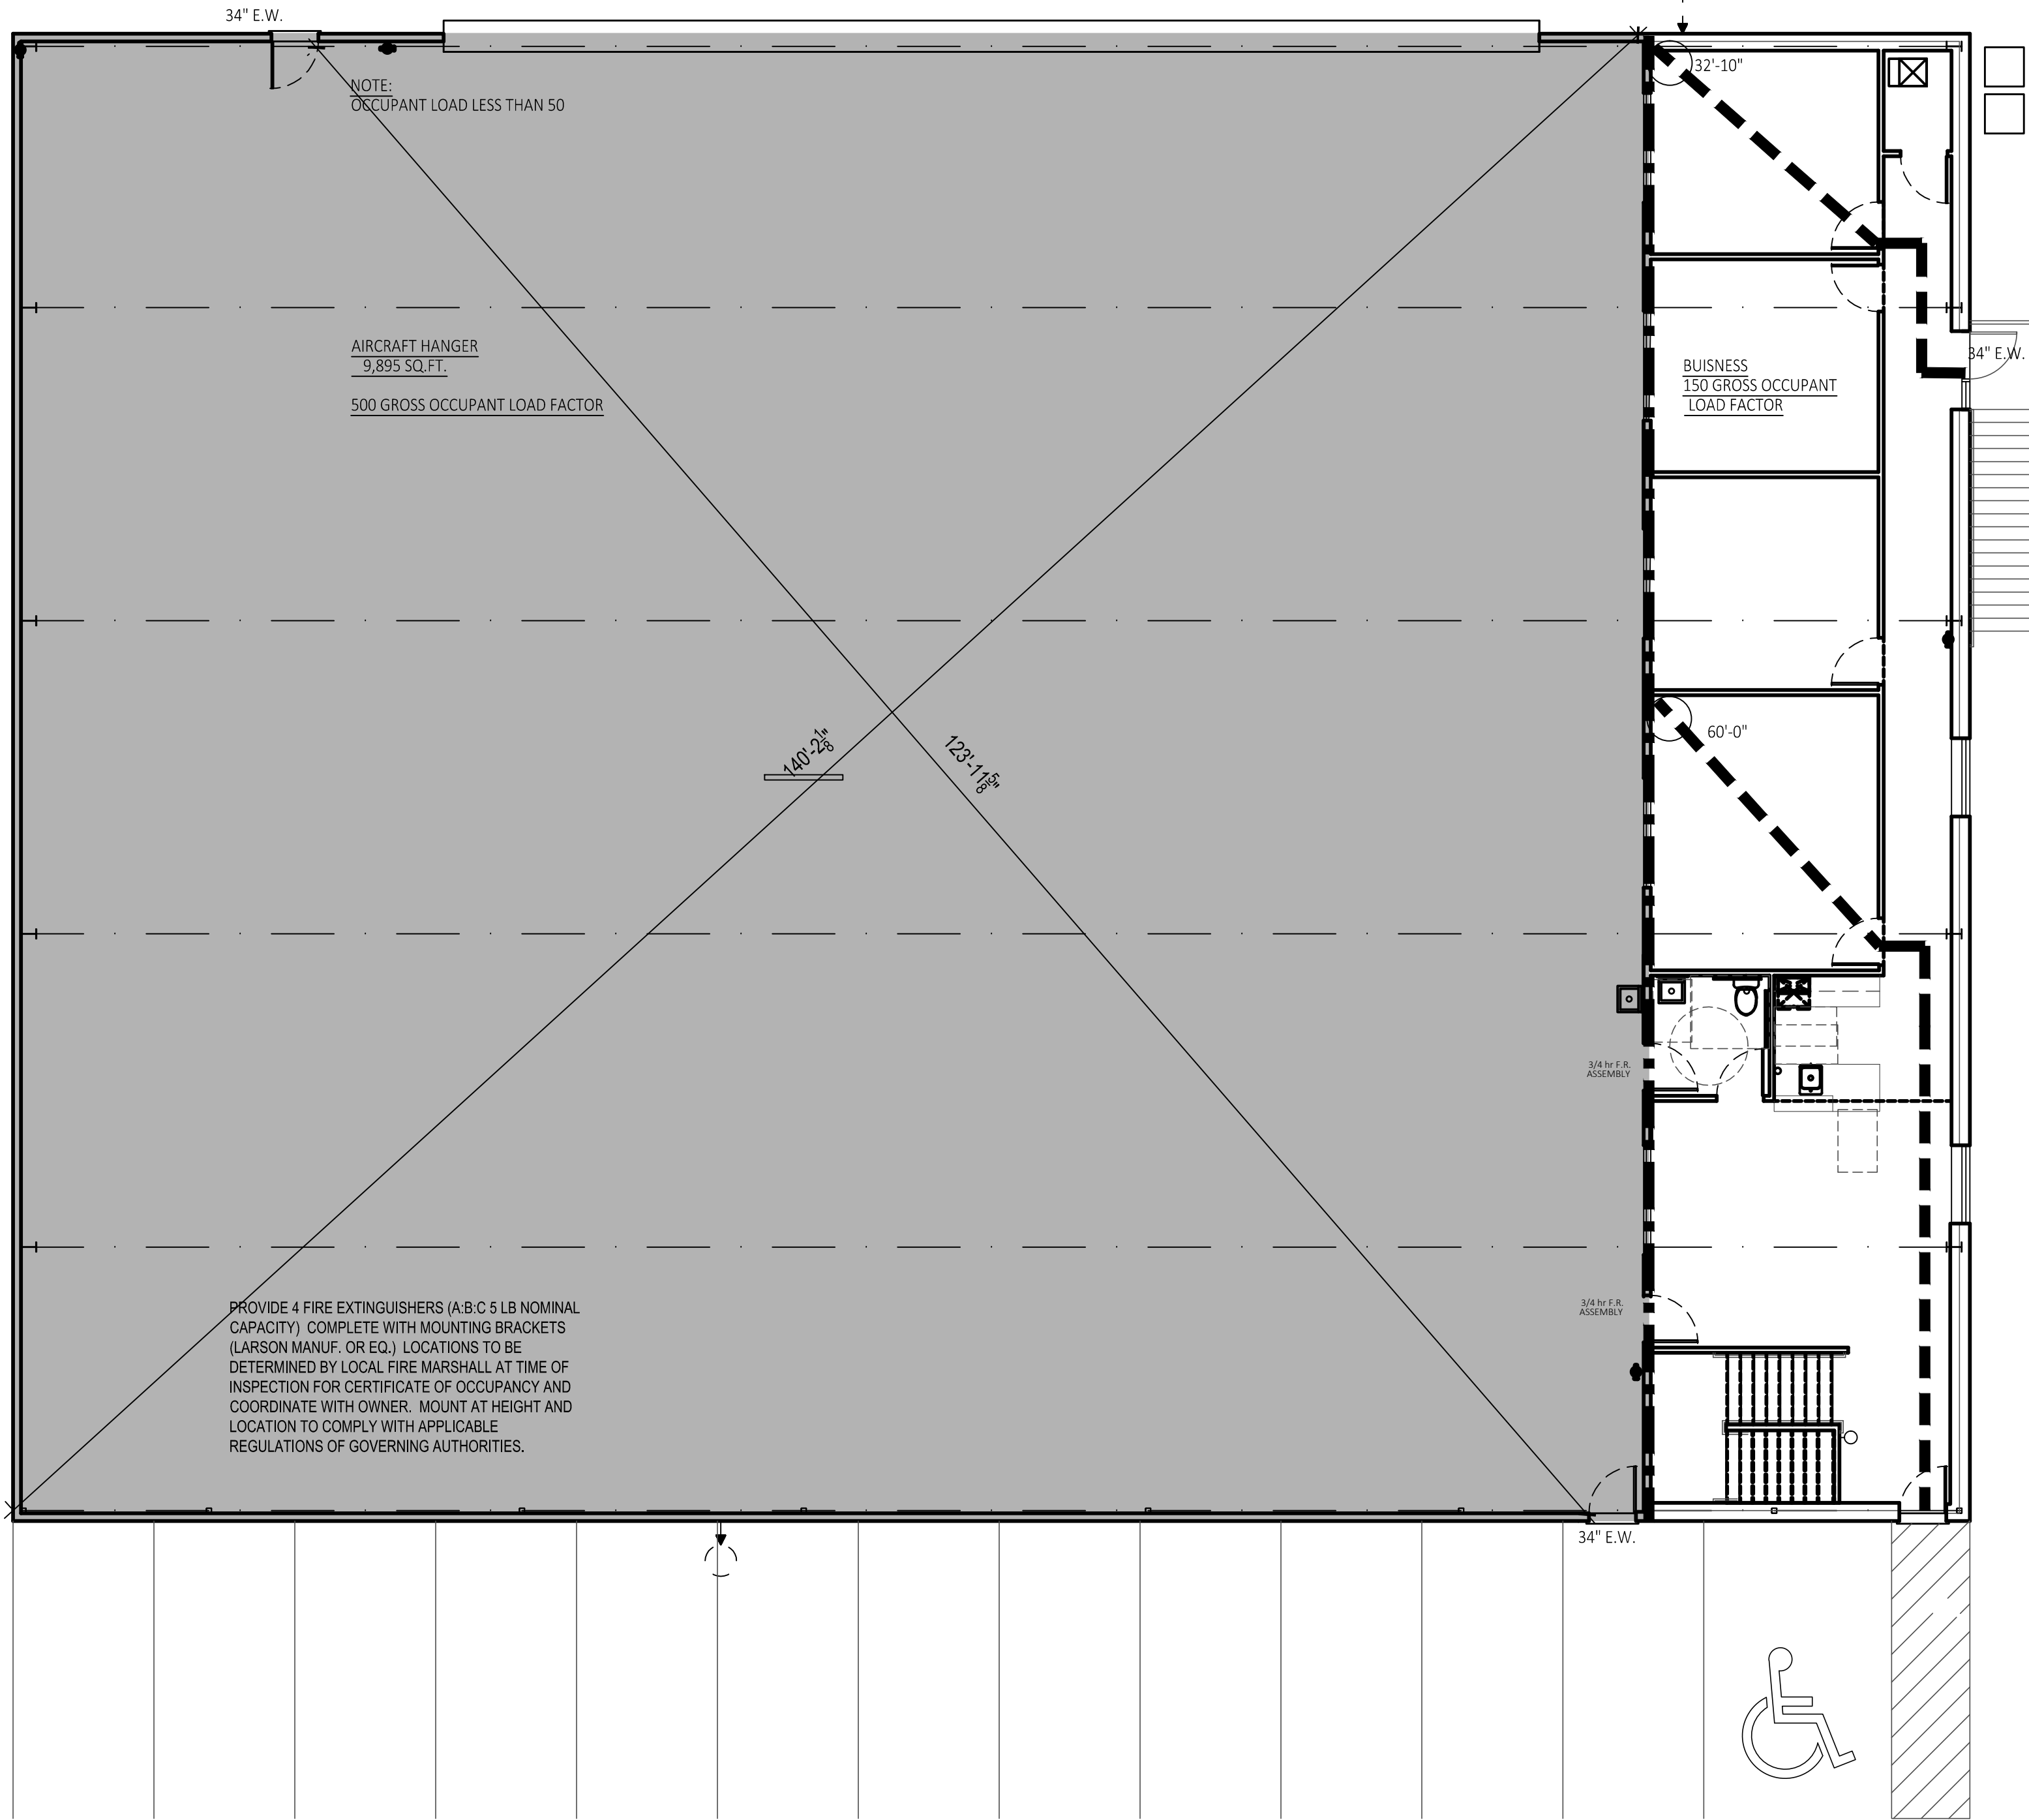 34" E.W.
NOTE:
OCCUPANT LOAD LESS THAN 50
32'-10"
AIRCRAFT HANGER
9,895 SQ.FT.
500 GROSS OCCUPANT LOAD FACTOR
34" E.W.
BUISNESS
150 GROSS OCCUPANT
LOAD FACTOR
60'-0"
140'-2 1/8"
123'-11 5/8"
3/4 hr F.R.
ASSEMBLY
3/4 hr F.R.
ASSEMBLY
PROVIDE 4 FIRE EXTINGUISHERS (A:B:C 5 LB NOMINAL
CAPACITY) COMPLETE WITH MOUNTING BRACKETS
(LARSON MANUF. OR EQ.) LOCATIONS TO BE
DETERMINED BY LOCAL FIRE MARSHALL AT TIME OF
INSPECTION FOR CERTIFICATE OF OCCUPANCY AND
COORDINATE WITH OWNER. MOUNT AT HEIGHT AND
LOCATION TO COMPLY WITH APPLICABLE
REGULATIONS OF GOVERNING AUTHORITIES.
34" E.W.